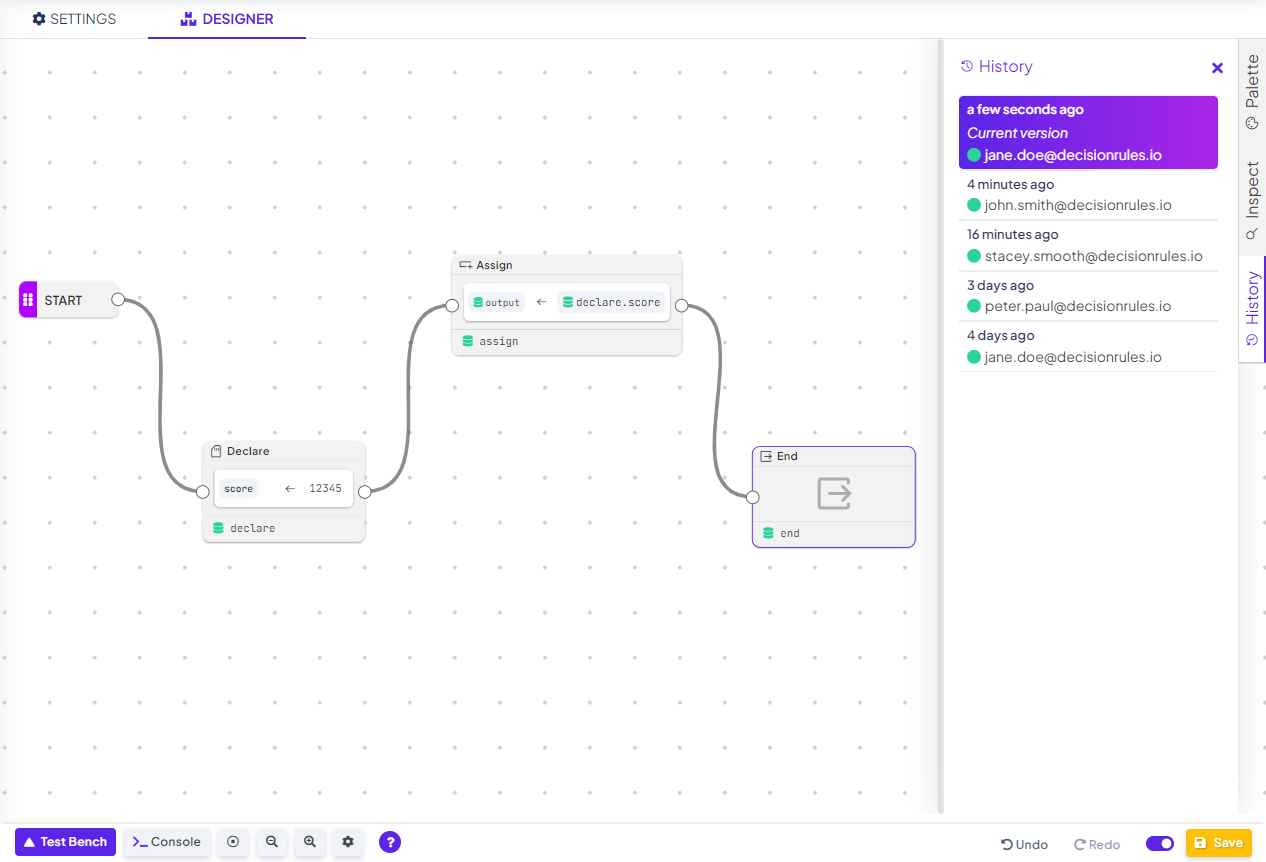 SETTINGS
DESIGNER
History
a few seconds ago
Current version
jane.doe@decisionrules.io
4 minutes ago
john.smith@decisionrules.io
16 minutes ago
stacey.smooth@decisionrules.io
3 days ago
peter.paul@decisionrules.io
4 days ago
jane.doe@decisionrules.io
Palette
Inspect
History
START
Declare
score ← 12345
declare
Assign
output ← declare.score
assign
End
end
Test Bench
Console
?
Undo
Redo
Save